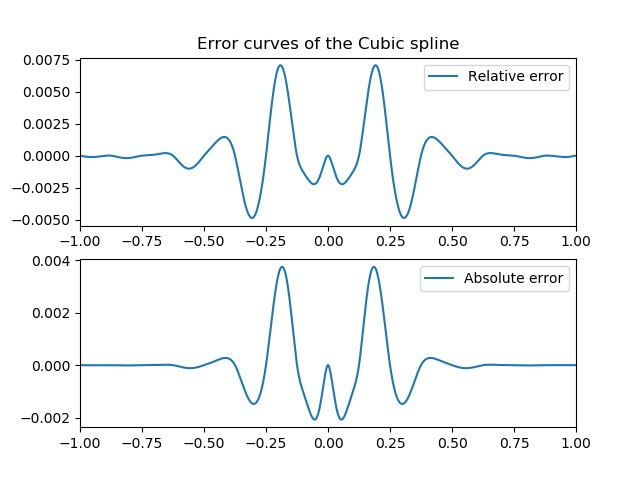 Error curves of the Cubic spline
0.0075
0.0050
0.0025
0.0000
−0.0025
−0.0050
Relative error
−1.00 −0.75 −0.50 −0.25 0.00 0.25 0.50 0.75 1.00
0.004
0.002
0.000
−0.002
Absolute error
−1.00 −0.75 −0.50 −0.25 0.00 0.25 0.50 0.75 1.00